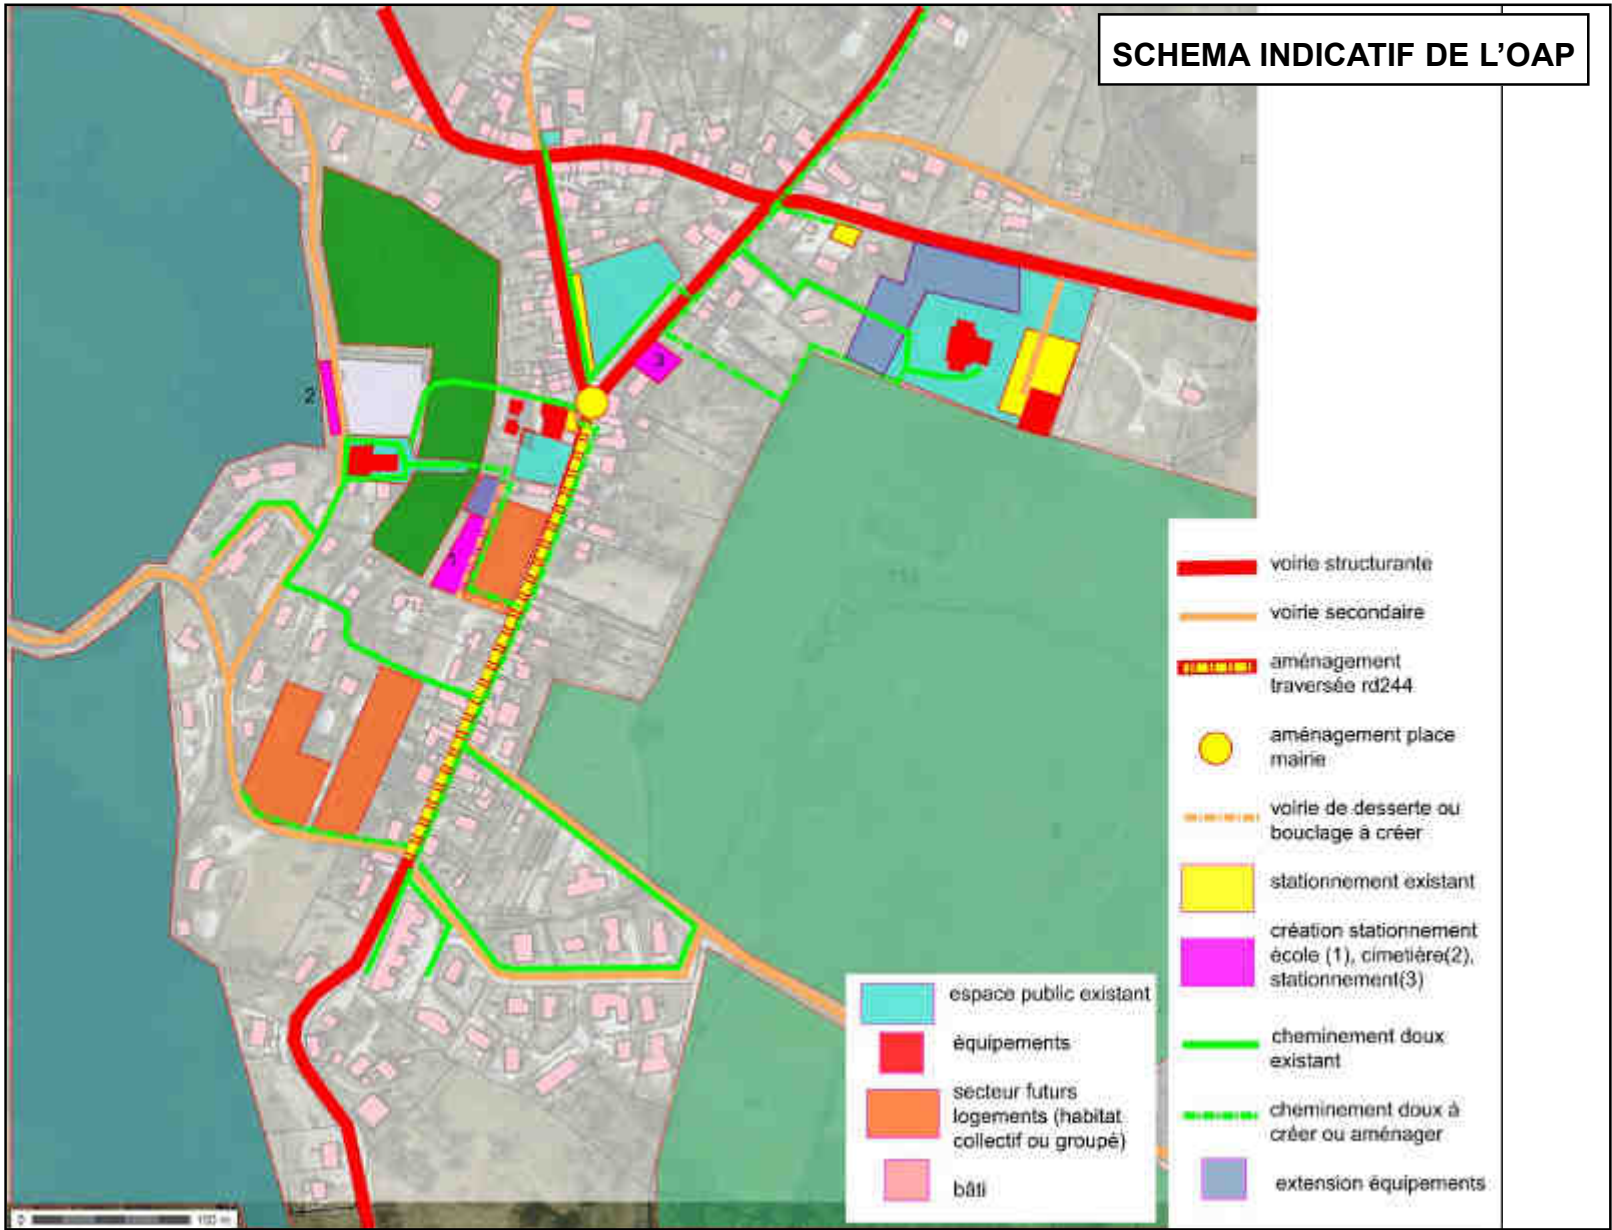 SCHEMA INDICATIF DE L'OAP
2
3
1
voirie structurante
voirie secondaire
aménagement
traversée rd244
aménagement place
mairie
voirie de desserte ou
bouclage à créer
stationnement existant
création stationnement
école (1), cimetière(2),
stationnement(3)
cheminement doux
existant
cheminement doux à
créer ou aménager
extension équipements
espace public existant
équipements
secteur futurs
logements (habitat
collectif ou groupé)
bâti
0
100 m